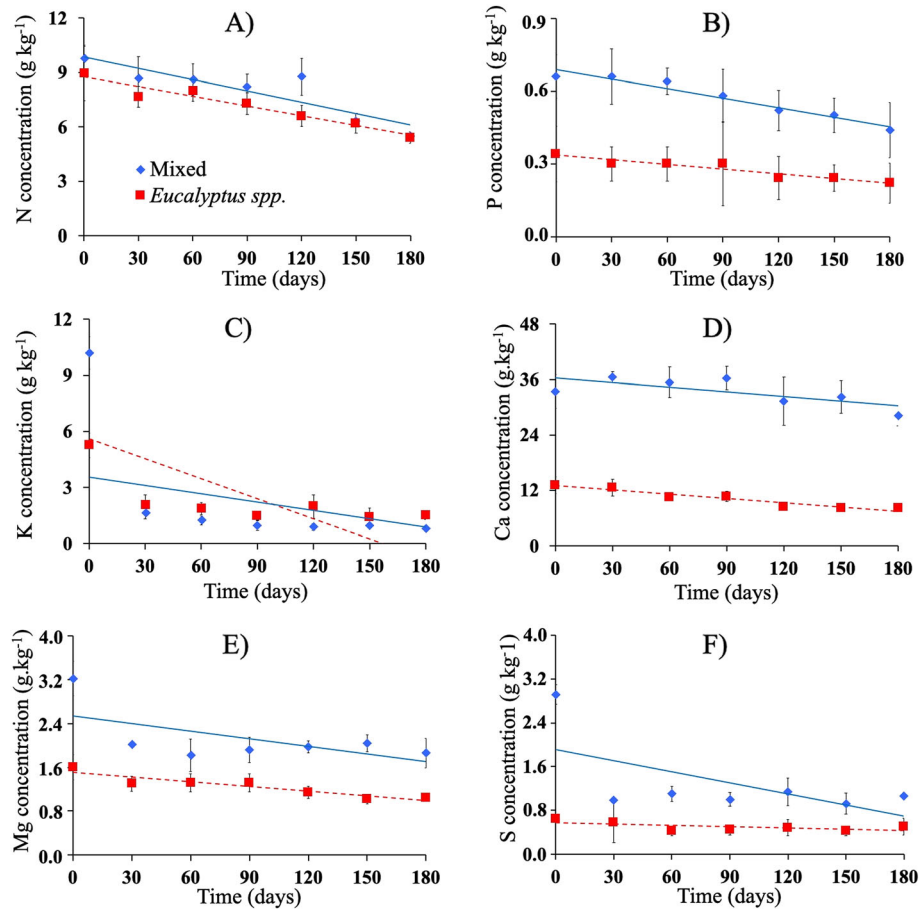 A)
N concentration (g kg-1)
12
9
6
3
0
Mixed
Eucalyptus spp.
0 30 60 90 120 150 180
Time (days)
B)
P concentration (g kg-1)
0.9
0.6
0.3
0.0
0 30 60 90 120 150 180
Time (days)
C)
K concentration (g kg-1)
12
9
6
3
0
0 30 60 90 120 150 180
Time (days)
D)
Ca concentration (g.kg-1)
48
36
24
12
0
0 30 60 90 120 150 180
Time (days)
E)
Mg concentration (g.kg-1)
4.0
3.2
2.4
1.6
0.8
0.0
0 30 60 90 120 150 180
Time (days)
F)
S concentration (g kg-1)
4.0
3.2
2.4
1.6
0.8
0.0
0 30 60 90 120 150 180
Time (days)